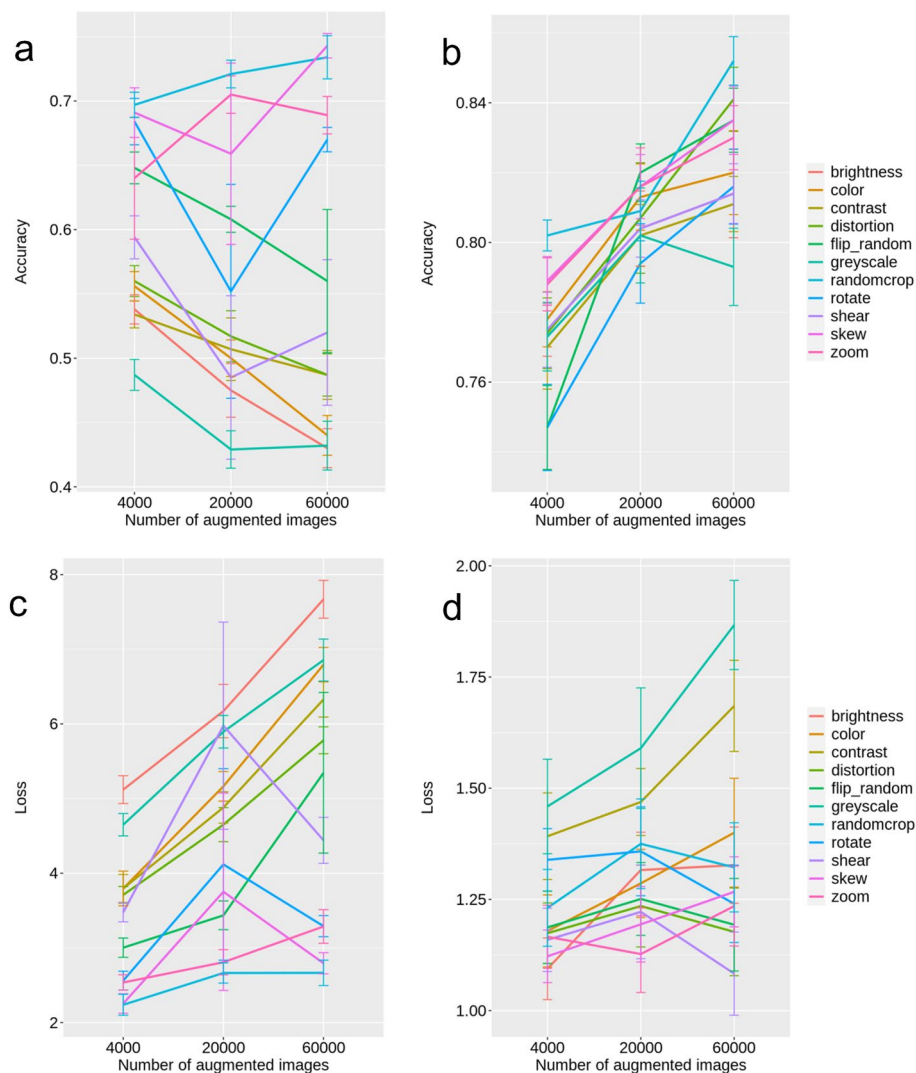 a
Accuracy
0.7
0.6
0.5
0.4
4000 20000 60000
Number of augmented images
b
Accuracy
0.84
0.80
0.76
4000 20000 60000
Number of augmented images
brightness
color
contrast
distortion
flip_random
greyscale
randomcrop
rotate
shear
skew
zoom
c
Loss
8
6
4
2
4000 20000 60000
Number of augmented images
d
Loss
2.00
1.75
1.50
1.25
1.00
4000 20000 60000
Number of augmented images
brightness
color
contrast
distortion
flip_random
greyscale
randomcrop
rotate
shear
skew
zoom